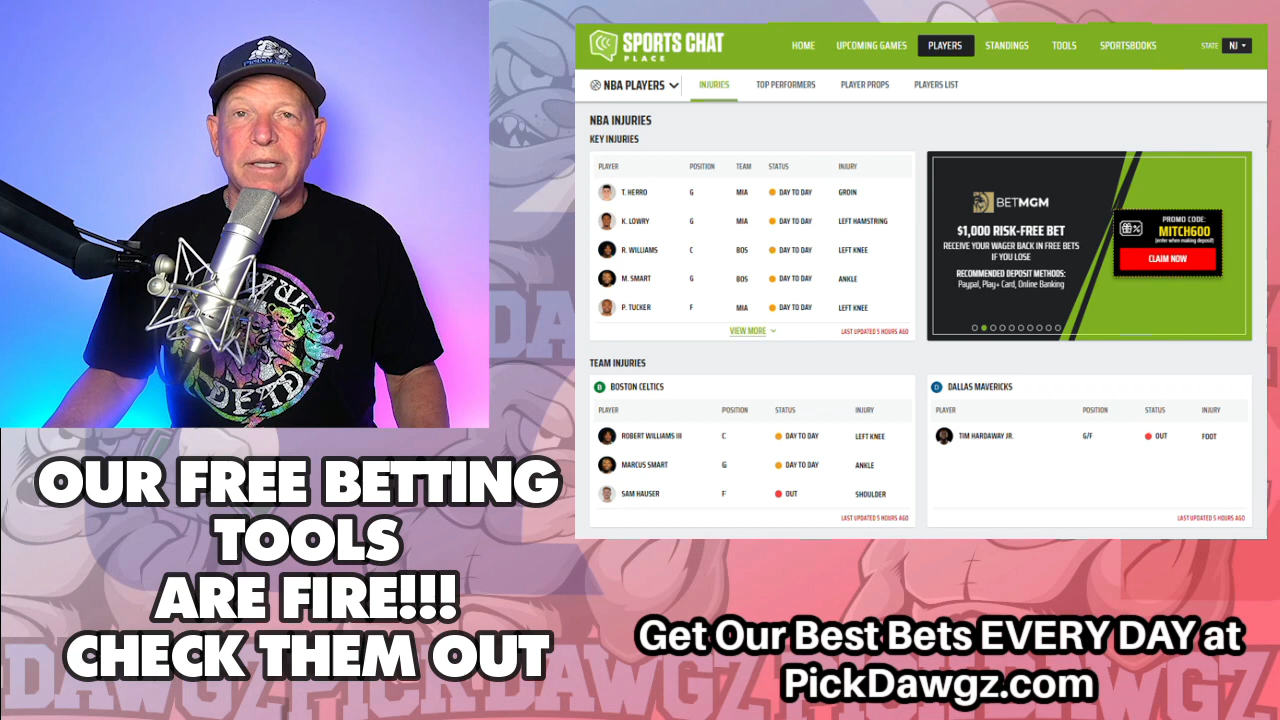 SPORTS CHAT
PLACE
HOME UPCOMING GAMES PLAYERS STANDINGS TOOLS SPORTSBOOKS STATE NJ
NBA PLAYERS INJURIES TOP PERFORMERS PLAYER PROPS PLAYERS LIST
NBA INJURIES
KEY INJURIES
PLAYER POSITION TEAM STATUS INJURY
T. HERRO G MIA DAY TO DAY GROIN
K. LOWRY G MIA DAY TO DAY LEFT HAMSTRING
R. WILLIAMS C BOS DAY TO DAY LEFT KNEE
M. SMART G BOS DAY TO DAY ANKLE
P. TUCKER F MIA DAY TO DAY LEFT KNEE
VIEW MORE LAST UPDATED 5 HOURS AGO
BETMGM
$1,000 RISK-FREE BET
RECEIVE YOUR WAGER BACK IN FREE BETS
IF YOU LOSE
RECOMMENDED DEPOSIT METHODS:
Paypal, Play+ Card, Online Banking
PROMO CODE:
MITCH600
(enter when making deposit)
CLAIM NOW
TEAM INJURIES
B BOSTON CELTICS
PLAYER POSITION STATUS INJURY
ROBERT WILLIAMS III C DAY TO DAY LEFT KNEE
MARCUS SMART G DAY TO DAY ANKLE
SAM HAUSER F OUT SHOULDER
LAST UPDATED 5 HOURS AGO
D DALLAS MAVERICKS
PLAYER POSITION STATUS INJURY
TIM HARDAWAY JR. G/F OUT FOOT
LAST UPDATED 5 HOURS AGO
OUR FREE BETTING
TOOLS
ARE FIRE!!!
CHECK THEM OUT
Get Our Best Bets EVERY DAY at
PickDawgz.com
DAWGZ PICKDAWGZ PICKDAWGZ